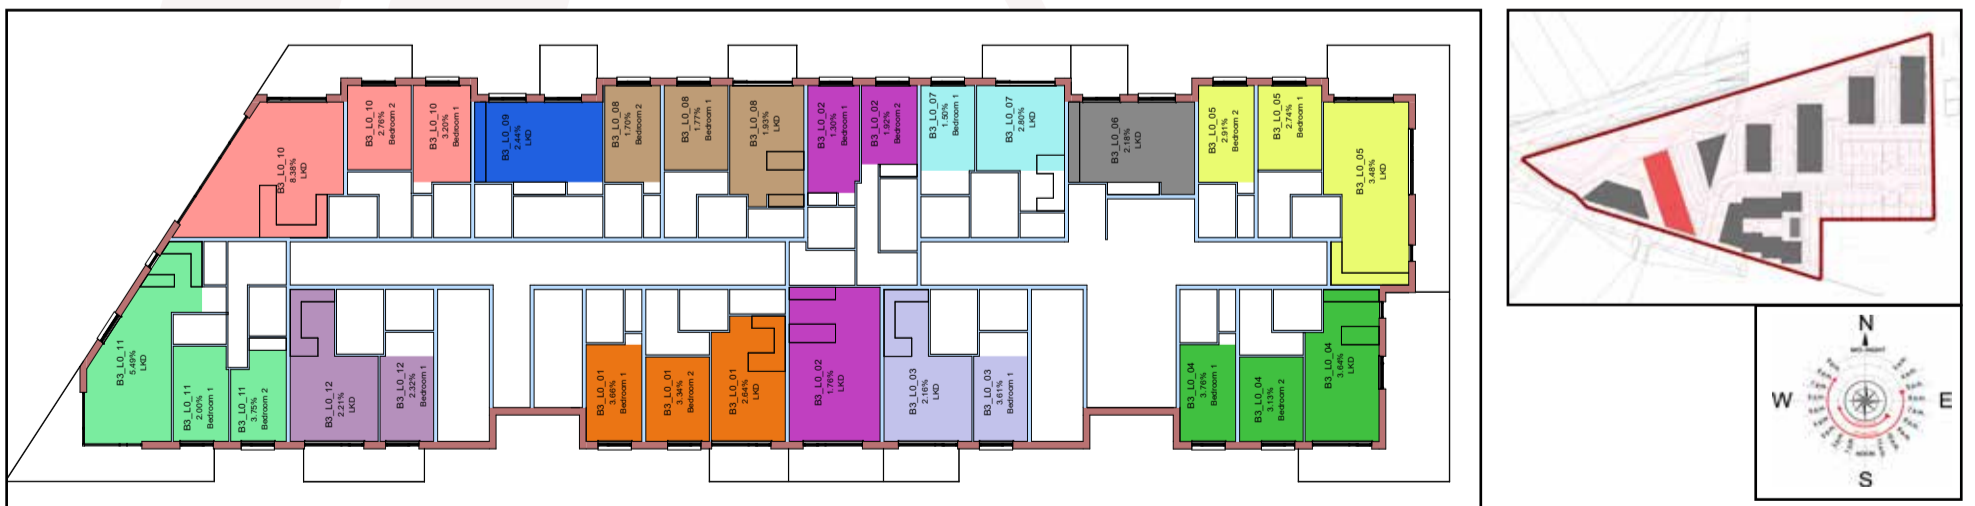 B3_L0_10
8.38%
LKD
B3_L0_10
2.76%
Bedroom 2
B3_L0_10
3.20%
Bedroom 1
B3_L0_09
2.44%
LKD
B3_L0_08
1.70%
Bedroom 2
B3_L0_08
1.77%
Bedroom 1
B3_L0_08
1.93%
LKD
B3_L0_02
1.30%
Bedroom 1
B3_L0_02
1.92%
Bedroom 2
B3_L0_07
1.50%
Bedroom 1
B3_L0_07
2.80%
LKD
B3_L0_06
2.18%
LKD
B3_L0_05
2.91%
Bedroom 2
B3_L0_05
2.74%
Bedroom 1
B3_L0_05
3.48%
LKD
B3_L0_11
5.49%
LKD
B3_L0_11
2.00%
Bedroom 1
B3_L0_11
3.75%
Bedroom 2
B3_L0_12
2.21%
LKD
B3_L0_12
2.32%
Bedroom 1
B3_L0_01
3.66%
Bedroom 1
B3_L0_01
3.34%
Bedroom 2
B3_L0_01
2.64%
LKD
B3_L0_02
1.76%
LKD
B3_L0_03
2.16%
LKD
B3_L0_03
3.61%
Bedroom 1
B3_L0_04
3.76%
Bedroom 1
B3_L0_04
3.13%
Bedroom 2
B3_L0_04
3.64%
LKD
N
W
E
NOON
S